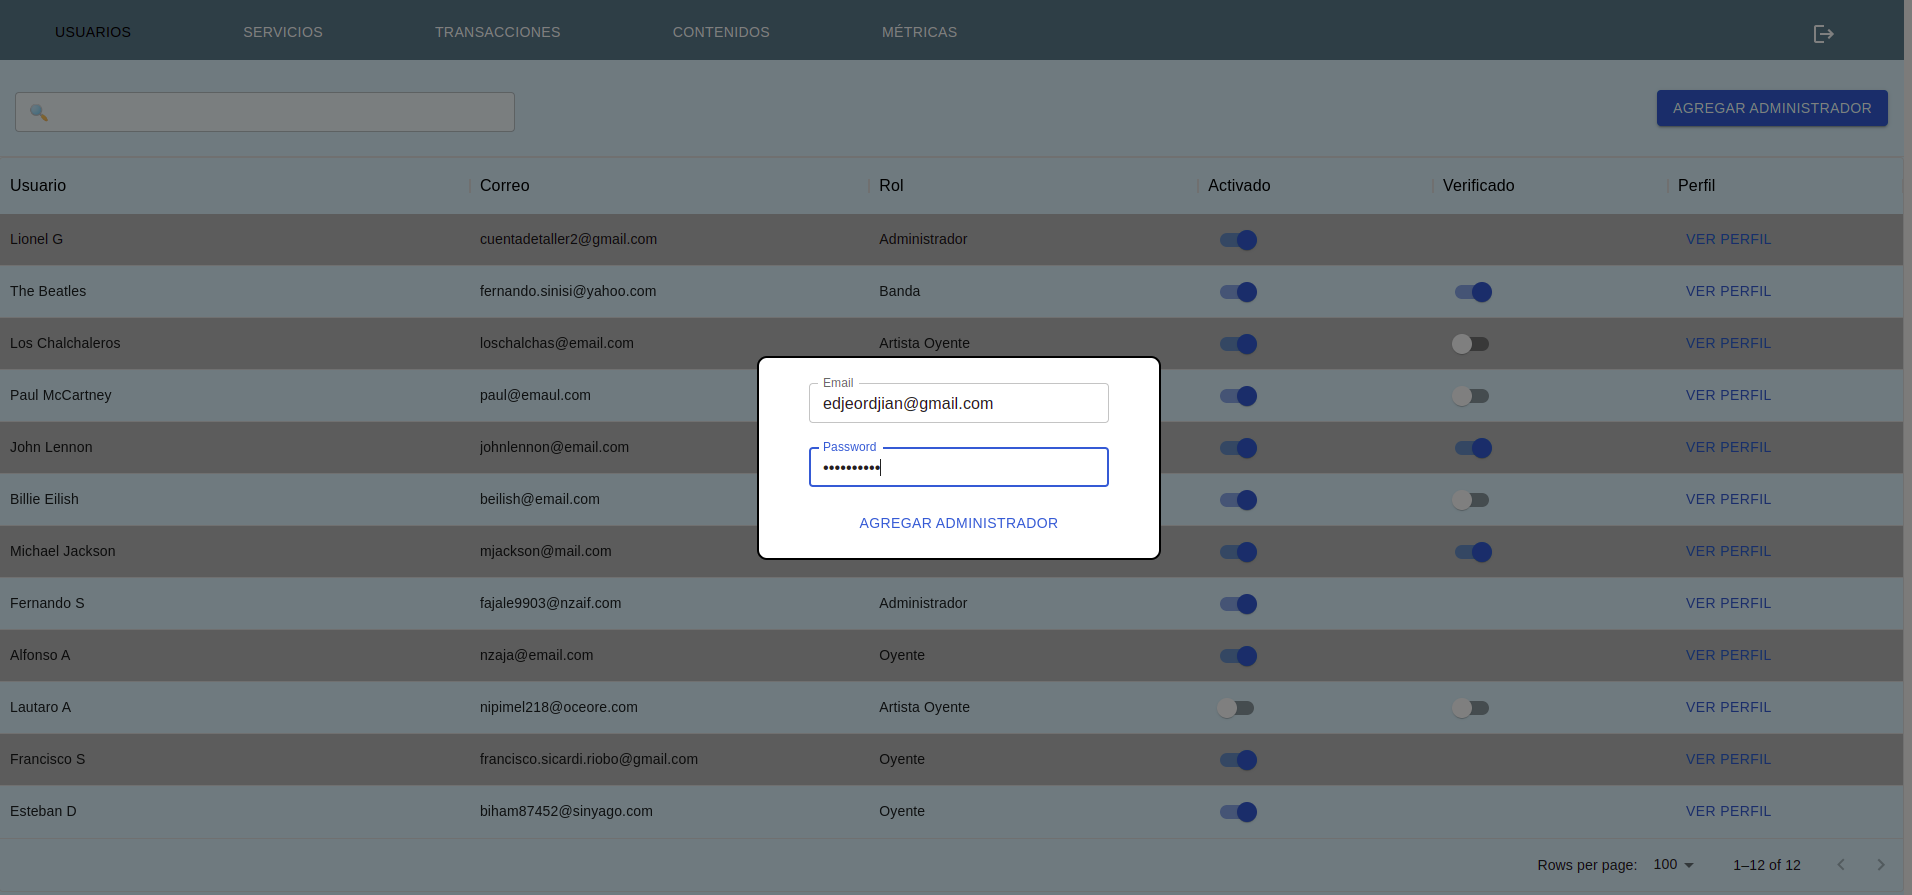 USUARIOS SERVICIOS TRANSACCIONES CONTENIDOS MÉTRICAS
AGREGAR ADMINISTRADOR
Usuario Correo Rol Activado Verificado Perfil
Lionel G cuentadetaller2@gmail.com Administrador VER PERFIL
The Beatles fernando.sinisi@yahoo.com Banda VER PERFIL
Los Chalchaleros loschalchas@email.com Artista Oyente VER PERFIL
Paul McCartney paul@emaul.com VER PERFIL
John Lennon johnlennon@email.com VER PERFIL
Billie Eilish beilish@email.com VER PERFIL
Michael Jackson mjackson@mail.com VER PERFIL
Fernando S fajale9903@nzaif.com Administrador VER PERFIL
Alfonso A nzaja@email.com Oyente VER PERFIL
Lautaro A nipimel218@oceore.com Artista Oyente VER PERFIL
Francisco S francisco.sicardi.riobo@gmail.com Oyente VER PERFIL
Esteban D biham87452@sinyago.com Oyente VER PERFIL
Rows per page: 100 1–12 of 12
Email
edjeordjian@gmail.com
Password
••••••••••
AGREGAR ADMINISTRADOR